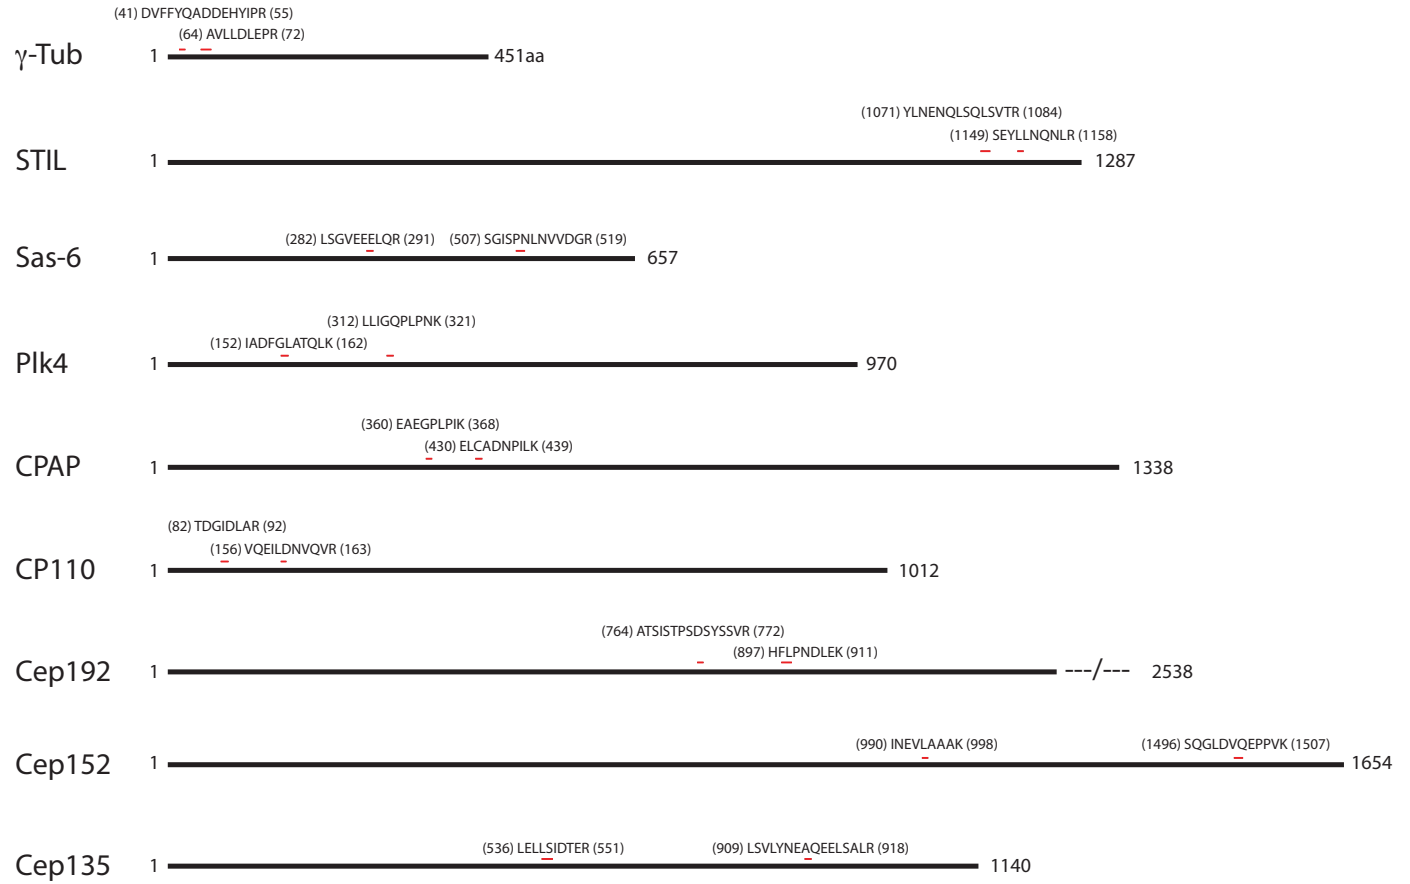 (41) DVFFYQADDEHYIPR (55)
(64) AVLLDLEPR (72)
γ-Tub 1 451aa
(1071) YLNENQLSQLSVTR (1084)
(1149) SEYLLNQNLR (1158)
STIL 1 1287
(282) LSGVEEELQR (291) (507) SGISPNLNVVDGR (519)
Sas-6 1 657
(312) LLIGQPLPNK (321)
(152) IADFGLATQLK (162)
Plk4 1 970
(360) EAEGPLPIK (368)
(430) ELCADNPILK (439)
CPAP 1 1338
(82) TDGIDLAR (92)
(156) VQEILDNVQVR (163)
CP110 1 1012
(764) ATSISTPSDSYSSVR (772)
(897) HFLPNDLEK (911)
Cep192 1 ---/--- 2538
(990) INEVLAAAK (998) (1496) SQGLDVQEPPVK (1507)
Cep152 1 1654
(536) LELLSIDTER (551) (909) LSVLYNEAQEELSALR (918)
Cep135 1 1140